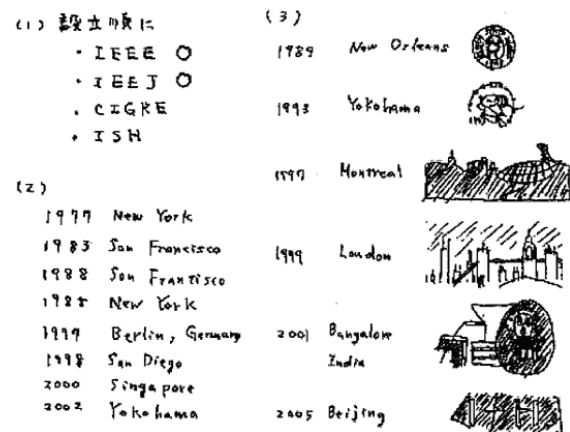 (1) 設立順に
・IEEE ○
・IEEJ ○
・CIGRE
・ISH
(2)
1977 New York
1983 San Francisco
1988 San Francisco
1988 New York
1997 Berlin, Germany
1998 San Diego
2000 Singapore
2002 Yokohama
(3)
1989 New Orleans
1993 Yokohama
1997 Montreal
1999 London
2001 Bangalore
India
2005 Beijing